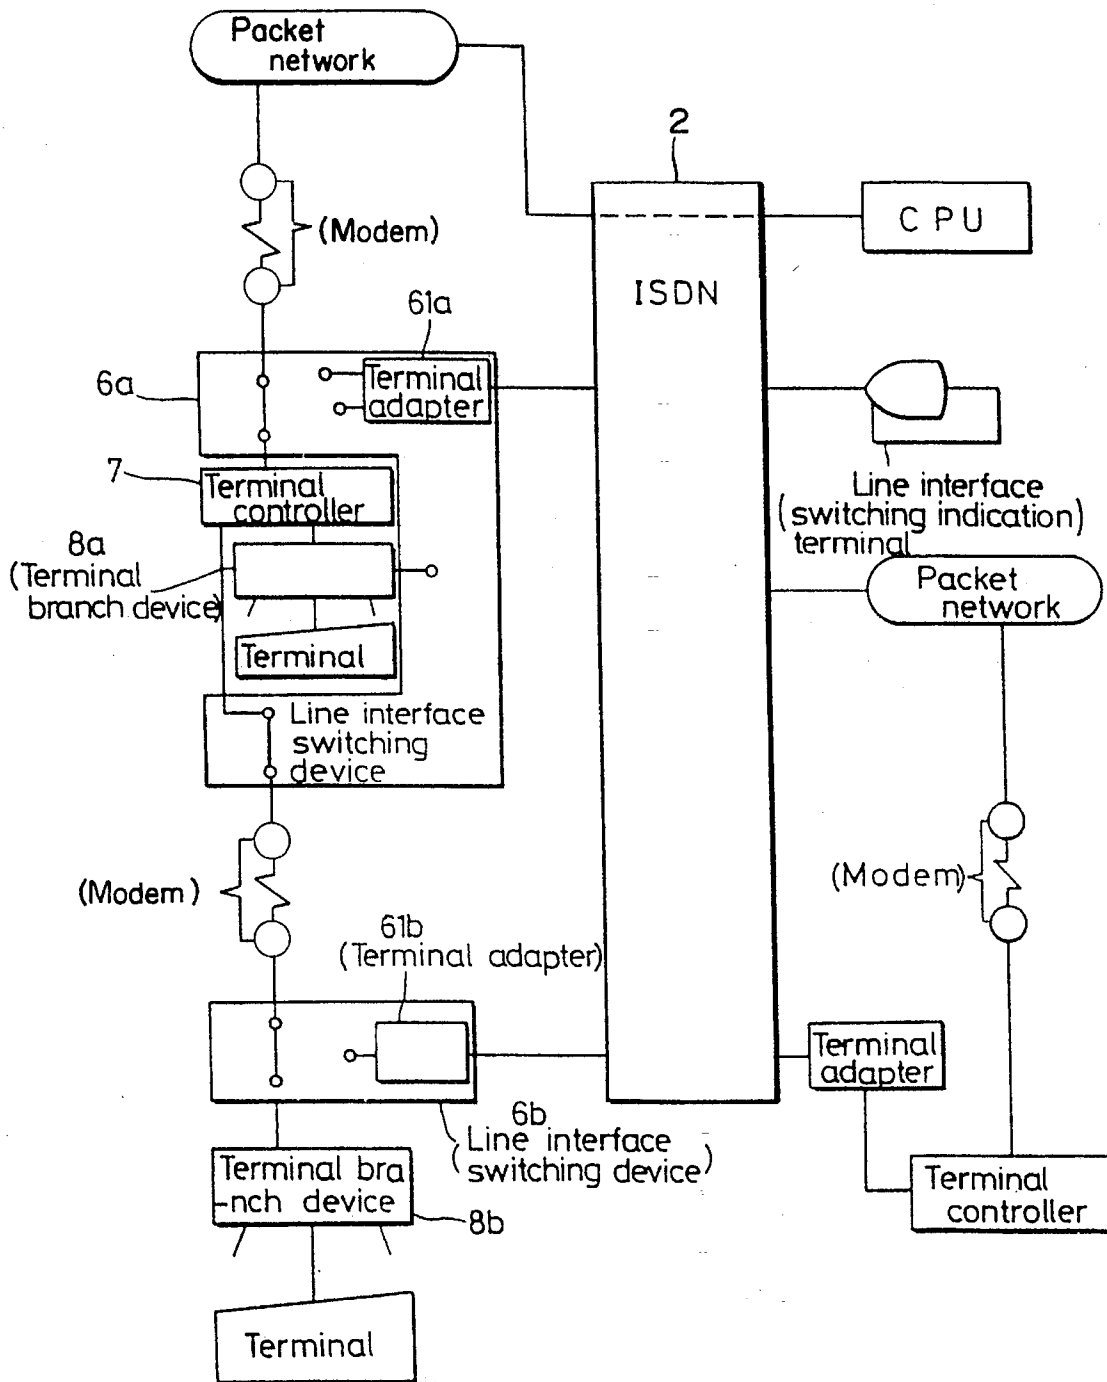 Packet
network
2
CPU
(Modem)
ISDN
61a
6a
Terminal
adapter
7
Terminal
controller
Line interface
(switching indication)
terminal
8a
(Terminal
branch device)
Packet
network
Terminal
Line interface
switching
device
(Modem)
(Modem)
61b
(Terminal adapter)
Terminal
adapter
6b
(Line interface
switching device)
Terminal bra
-nch device
8b
Terminal
controller
Terminal